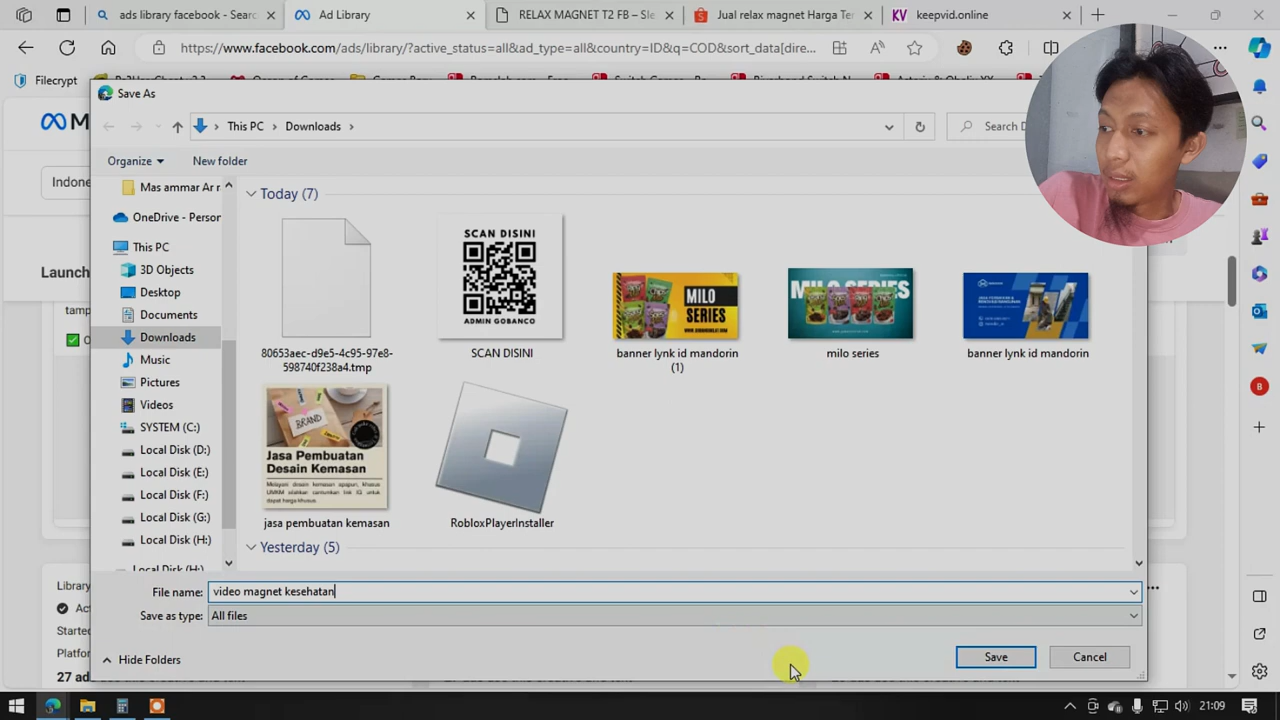 ads library facebook - Sear
Ad Library
RELAX MAGNET T2 FB – Sle
Jual relax magnet Harga Ter
KV
keepvid.online
https://www.facebook.com/ads/library/?active_status=all&ad_type=all&country=ID&q=COD&sort_data[dire...
Filecrypt
Save As
This PC
Downloads
Search D
Organize
New folder
Indone
Launch
tamp
Mas ammar Ar r
OneDrive - Person
This PC
3D Objects
Desktop
Documents
Downloads
Music
Pictures
Videos
SYSTEM (C:)
Local Disk (D:)
Local Disk (E:)
Local Disk (F:)
Local Disk (G:)
Local Disk (H:)
Local Disk (H:)
Today (7)
SCAN DISINI
ADMIN GOBANCO
MILO
SERIES
MILO SERIES
80653aec-d9e5-4c95-97e8-
598740f238a4.tmp
SCAN DISINI
banner lynk id mandorin
(1)
milo series
banner lynk id mandorin
BRAND
Jasa Pembuatan
Desain Kemasan
jasa pembuatan kemasan
RobloxPlayerInstaller
Yesterday (5)
File name:
video magnet kesehatan
Save as type:
All files
Hide Folders
Save
Cancel
Library
Started
Platfor
27 ad
21:09